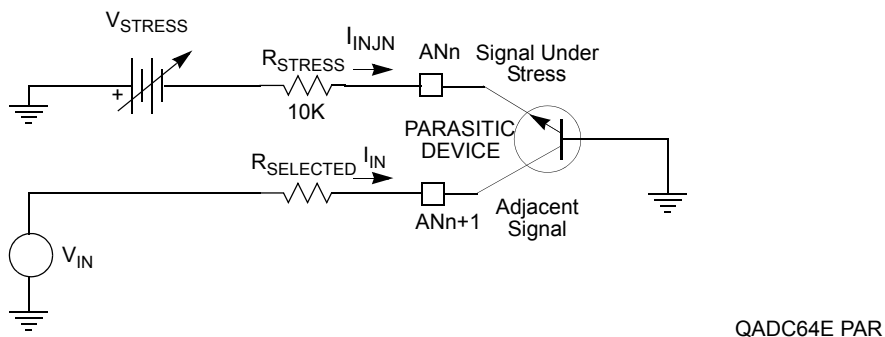 VSTRESS
+
RSTRESS
10K
IINJN
ANn
Signal Under
Stress
PARASITIC
DEVICE
RSELECTED
IIN
ANn+1
Adjacent
Signal
VIN
QADC64E PAR